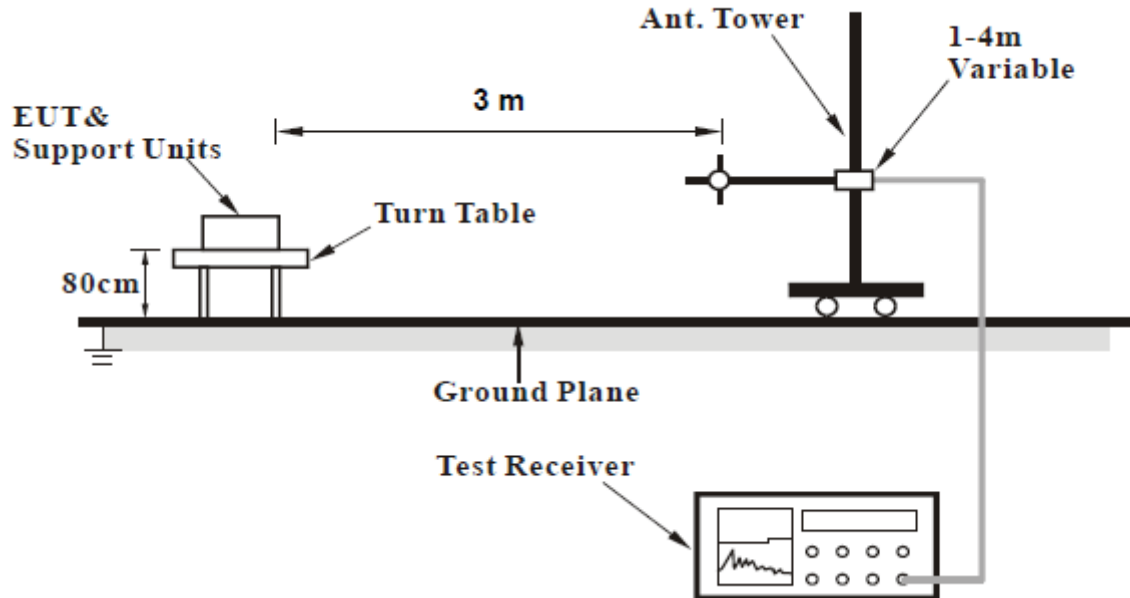 Ant. Tower
1-4m
Variable
3 m
EUT&
Support Units
Turn Table
80cm
Ground Plane
Test Receiver